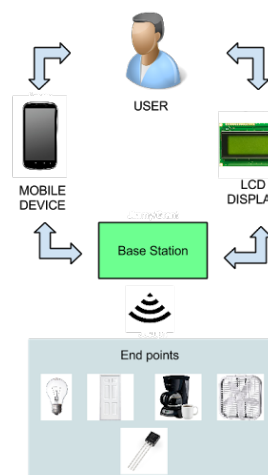 USER
MOBILE
DEVICE
LCD
DISPLA
Base Station
End points